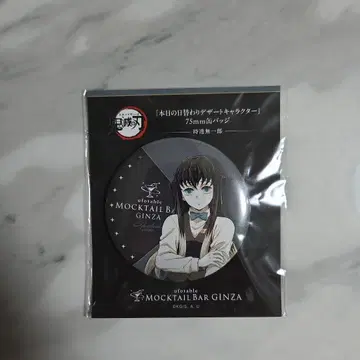 鬼滅の刃
「本日の日替わりデザートキャラクター」
75mm缶バッジ
時透無一郎
ufotable
MOCKTAIL BAR
GINZA
ufotable
MOCKTAIL BAR GINZA